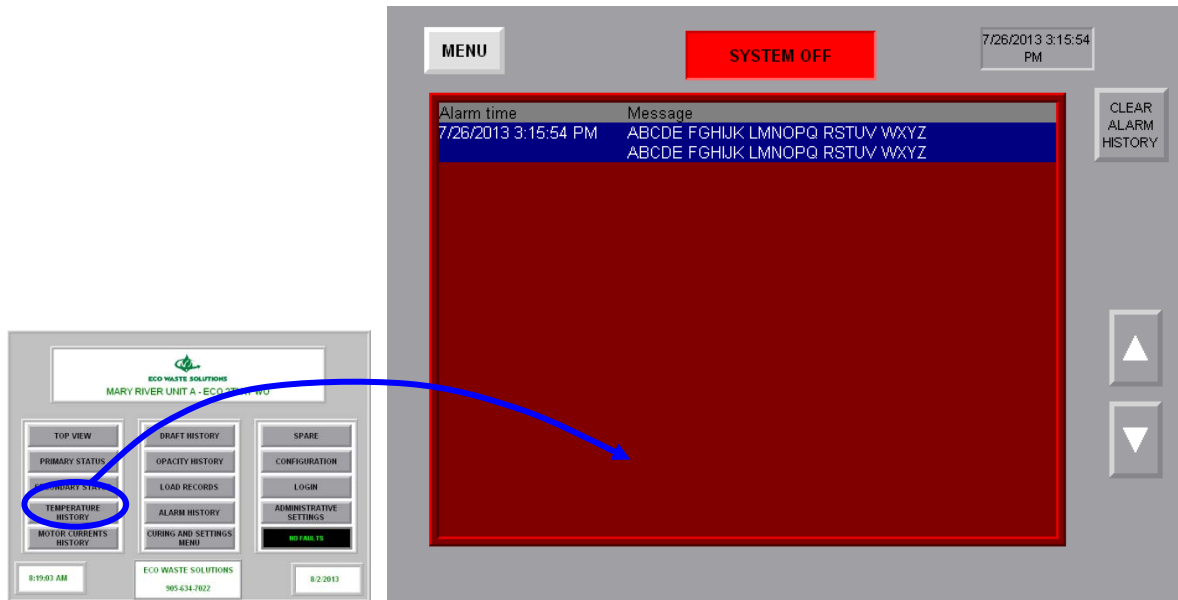 MENU
SYSTEM OFF
7/26/2013 3:15:54
PM
Alarm time Message
7/26/2013 3:15:54 PM ABCDE FGHIJK LMNOPQ RSTUV WXYZ
ABCDE FGHIJK LMNOPQ RSTUV WXYZ
CLEAR
ALARM
HISTORY
ECO WASTE SOLUTIONS
MARY RIVER UNIT A - ECO
TOP VIEW
PRIMARY STATUS
TEMPERATURE
HISTORY
MOTOR CURRENTS
HISTORY
DRAFT HISTORY
OPACITY HISTORY
LOAD RECORDS
ALARM HISTORY
CURING AND SETTINGS
MENU
SPARE
CONFIGURATION
LOGIN
ADMINISTRATIVE
SETTINGS
NO FAULTS
8:19:03 AM
ECO WASTE SOLUTIONS
905-634-7022
8/2/2013